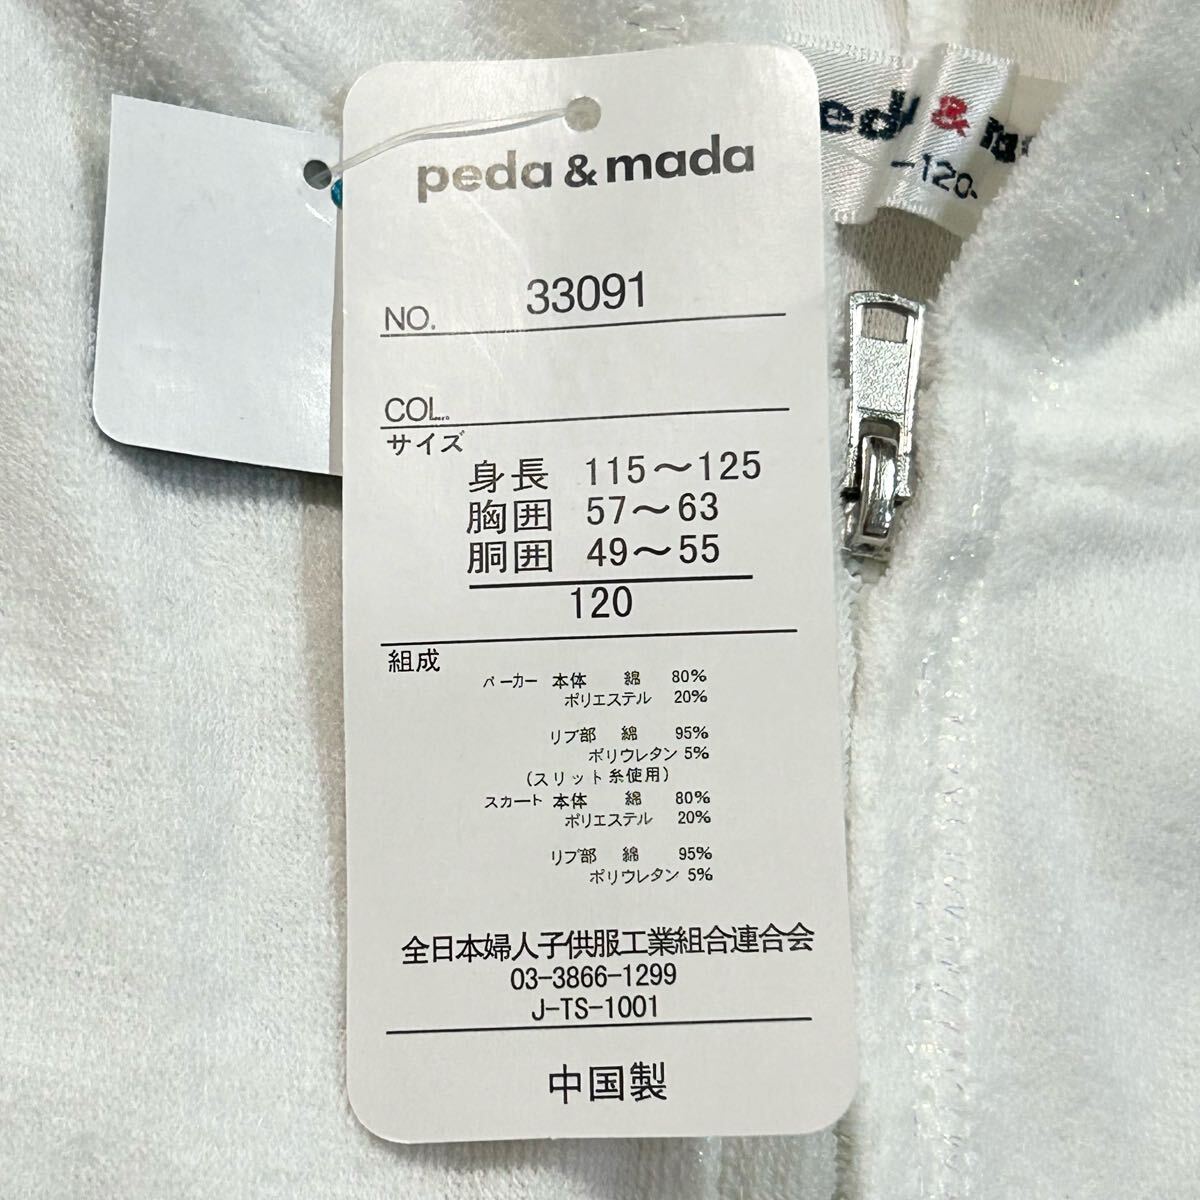 peda & mada
NO. 33091
COL.
サイズ
身長 115～125
胸囲 57～63
胴囲 49～55
120
組成
パーカー 本体 綿 80%
ポリエステル 20%
リブ部 綿 95%
ポリウレタン 5%
(スリット糸使用)
スカート 本体 綿 80%
ポリエステル 20%
リブ部 綿 95%
ポリウレタン 5%
全日本婦人子供服工業組合連合会
03-3866-1299
J-TS-1001
中国製
&
-120-